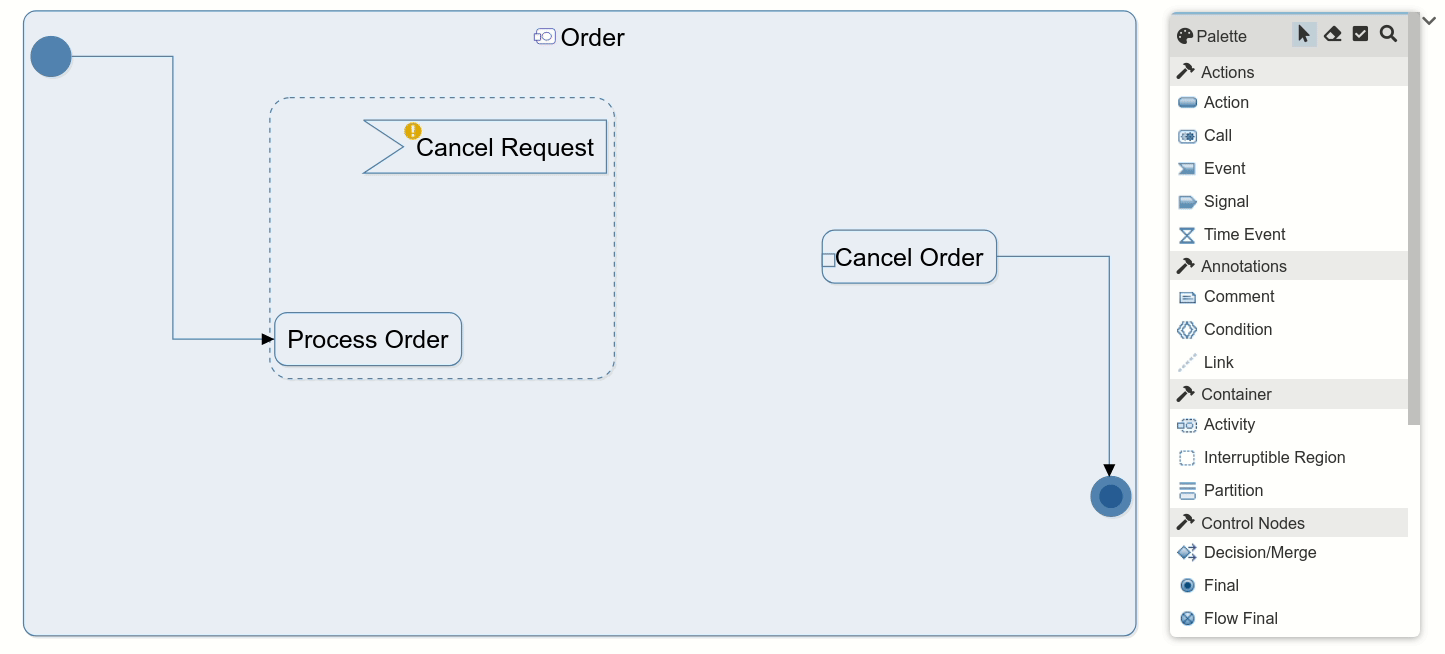 Order
Cancel Request
Cancel Order
Process Order
Palette
Actions
Action
Call
Event
Signal
Time Event
Annotations
Comment
Condition
Link
Container
Activity
Interruptible Region
Partition
Control Nodes
Decision/Merge
Final
Flow Final